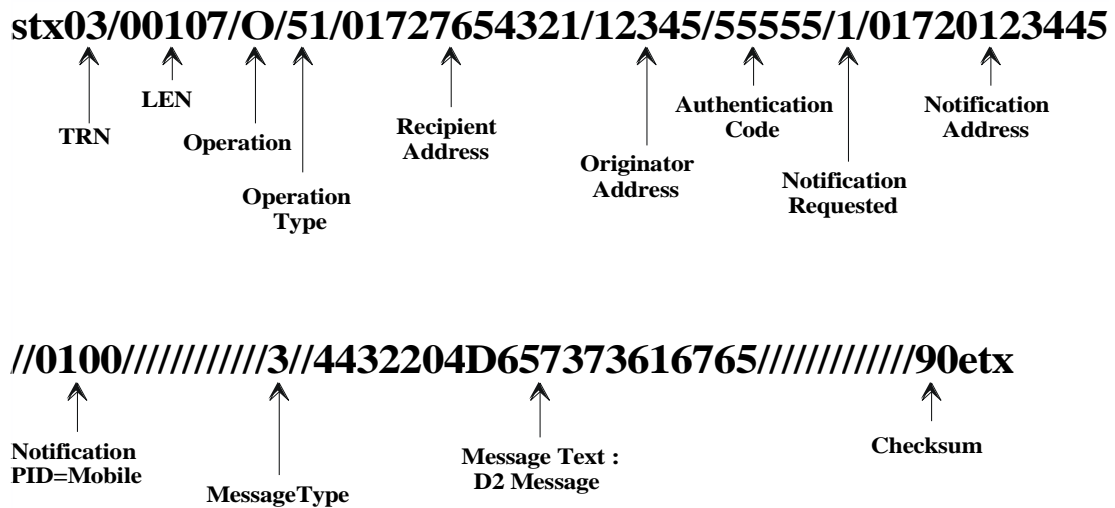 stx03/00107/O/51/01727654321/12345/55555/1/01720123445
TRN
LEN
Operation
Operation
Type
Recipient
Address
Originator
Address
Authentication
Code
Notification
Requested
Notification
Address
//0100////////////3//4432204D657373616765/////////////90etx
Notification
PID=Mobile
MessageType
Message Text :
D2 Message
Checksum